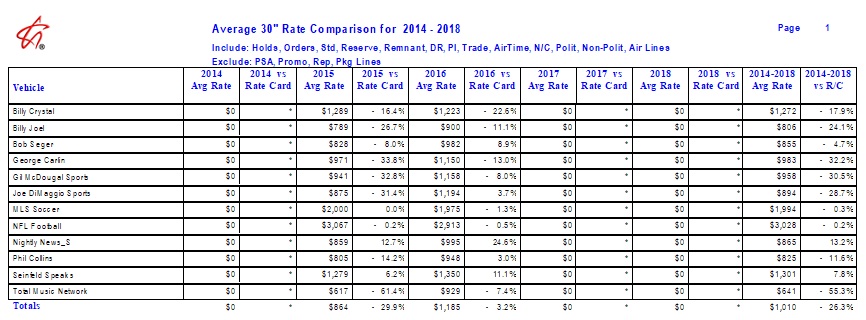 Average 30" Rate Comparison for 2014 - 2018 Page 1
Include: Holds, Orders, Std, Reserve, Remnant, DR, PI, Trade, AirTime, N/C, Polit, Non-Polit, Air Lines
Exclude: PSA, Promo, Rep, Pkg Lines
2014 2014 vs 2015 2015 vs 2016 2016 vs 2017 2017 vs 2018 2018 vs 2014-2018 2014-2018
Vehicle Avg Rate Rate Card Avg Rate Rate Card Avg Rate Rate Card Avg Rate Rate Card Avg Rate Rate Card Avg Rate vs R/C
Billy Crystal $0 * $1,289 - 16.4% $1,223 - 22.6% $0 * $0 * $1,272 - 17.9%
Billy Joel $0 * $789 - 26.7% $900 - 11.1% $0 * $0 * $806 - 24.1%
Bob Seger $0 * $828 - 8.0% $982 8.9% $0 * $0 * $855 - 4.7%
George Carlin $0 * $971 - 33.8% $1,150 - 13.0% $0 * $0 * $983 - 32.2%
Gil McDougal Sports $0 * $941 - 32.8% $1,158 - 8.0% $0 * $0 * $958 - 30.5%
Joe DiMaggio Sports $0 * $875 - 31.4% $1,194 3.7% $0 * $0 * $894 - 28.7%
MLS Soccer $0 * $2,000 0.0% $1,975 - 1.3% $0 * $0 * $1,994 - 0.3%
NFL Football $0 * $3,067 - 0.2% $2,913 - 0.5% $0 * $0 * $3,028 - 0.2%
Nightly News_S $0 * $859 12.7% $995 24.6% $0 * $0 * $865 13.2%
Phil Collins $0 * $805 - 14.2% $948 3.0% $0 * $0 * $825 - 11.6%
Seinfeld Speaks $0 * $1,279 6.2% $1,350 11.1% $0 * $0 * $1,301 7.8%
Total Music Network $0 * $617 - 61.4% $929 - 7.4% $0 * $0 * $641 - 55.3%
Totals $0 * $864 - 29.9% $1,185 - 3.2% $0 * $0 * $1,010 - 26.3%